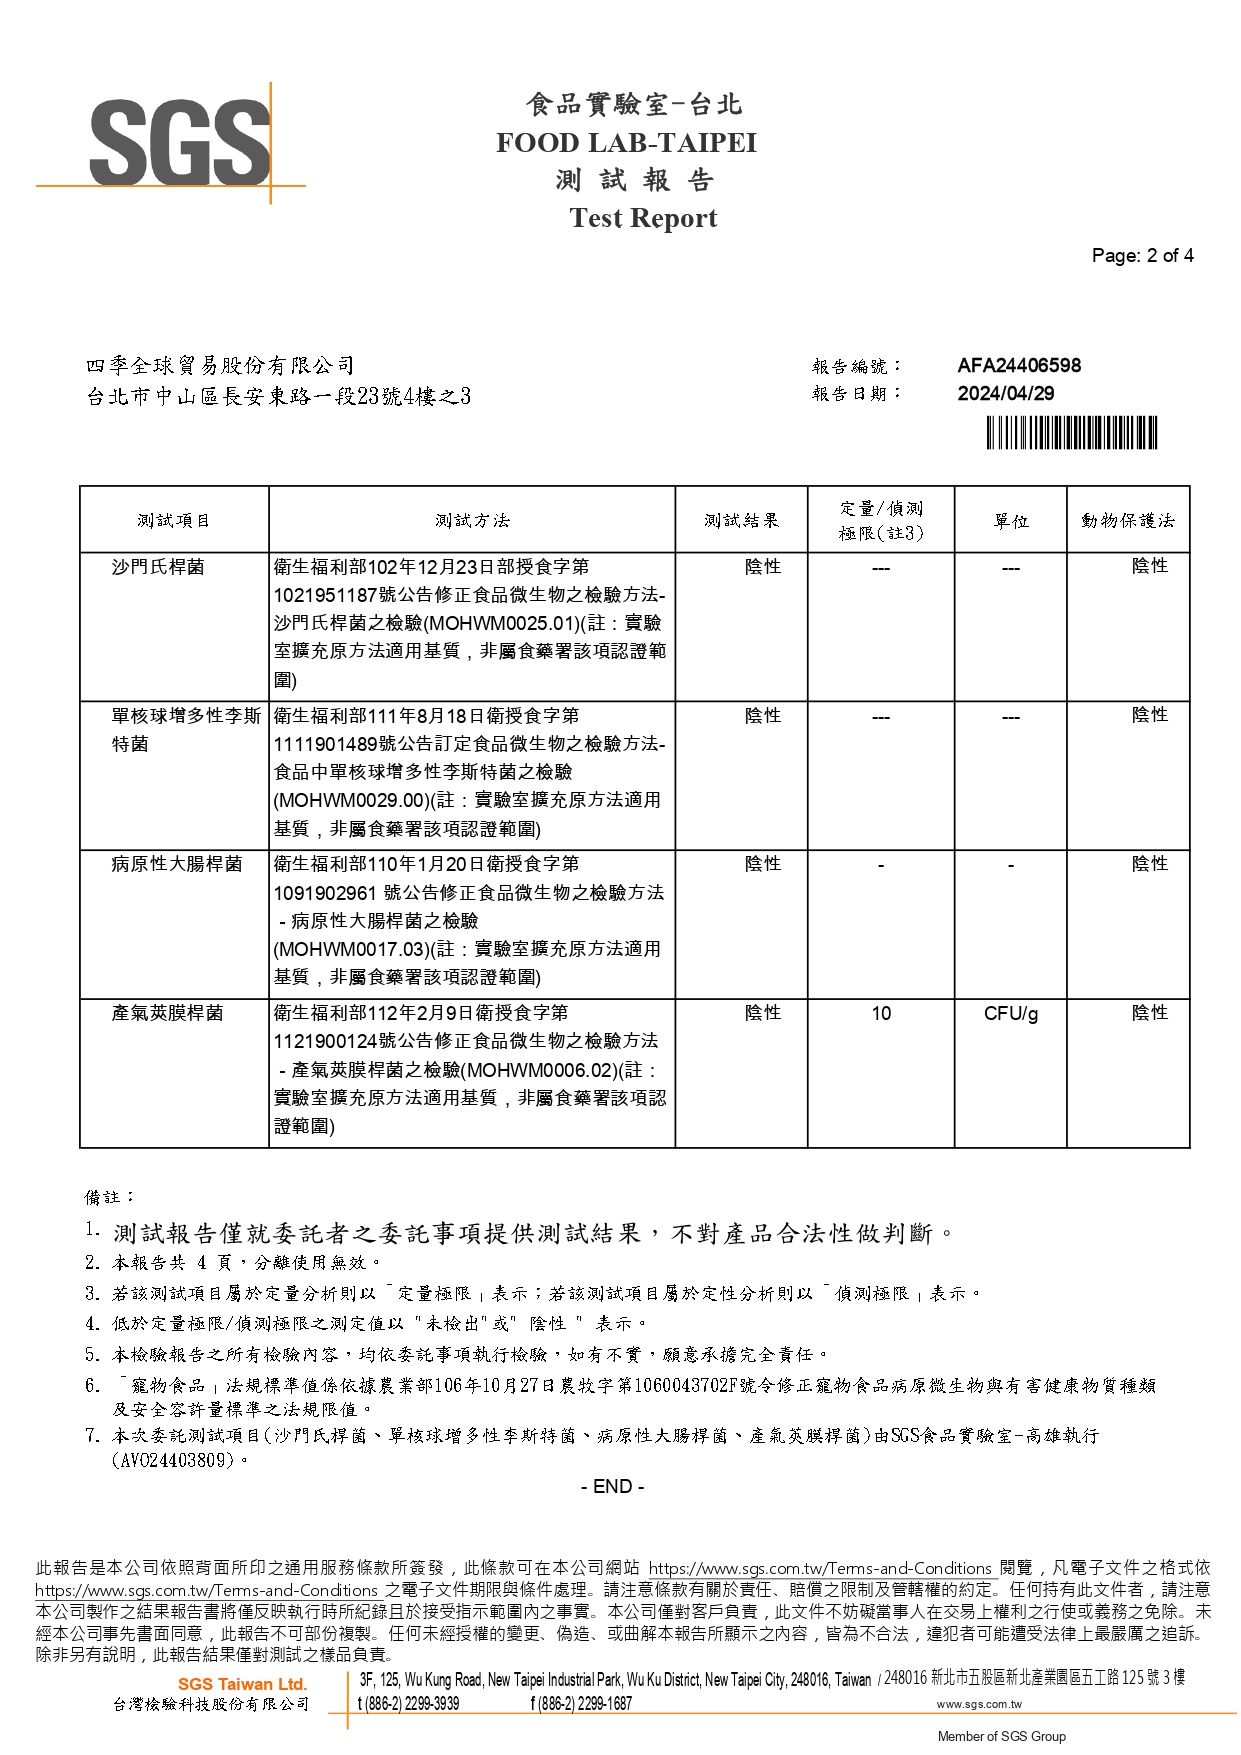 SGS
食品實驗室-台北
FOOD LAB-TAIPEI
測 試 報 告
Test Report
Page: 2 of 4
四季全球貿易股份有限公司
台北市中山區長安東路一段23號4樓之3
報告編號： AFA24406598
報告日期： 2024/04/29
測試項目 測試方法 測試結果 定量/偵測 單位 動物保護法
極限(註3)
沙門氏桿菌 衛生福利部102年12月23日部授食字第 陰性 --- --- 陰性
1021951187號公告修正食品微生物之檢驗方法-
沙門氏桿菌之檢驗(MOHWM0025.01)(註：實驗
室擴充原方法適用基質，非屬食藥署該項認證範
圍)
單核球增多性李斯 衛生福利部111年8月18日衛授食字第 陰性 --- --- 陰性
特菌 1111901489號公告訂定食品微生物之檢驗方法-
食品中單核球增多性李斯特菌之檢驗
(MOHWM0029.00)(註：實驗室擴充原方法適用
基質，非屬食藥署該項認證範圍)
病原性大腸桿菌 衛生福利部110年1月20日衛授食字第 陰性 - - 陰性
1091902961 號公告修正食品微生物之檢驗方法
－病原性大腸桿菌之檢驗
(MOHWM0017.03)(註：實驗室擴充原方法適用
基質，非屬食藥署該項認證範圍)
產氣莢膜桿菌 衛生福利部112年2月9日衛授食字第 陰性 10 CFU/g 陰性
1121900124號公告修正食品微生物之檢驗方法
－產氣莢膜桿菌之檢驗(MOHWM0006.02)(註：
實驗室擴充原方法適用基質，非屬食藥署該項認
證範圍)
備註：
1. 測試報告僅就委託者之委託事項提供測試結果，不對產品合法性做判斷。
2. 本報告共 4 頁，分離使用無效。
3. 若該測試項目屬於定量分析則以「定量極限」表示；若該測試項目屬於定性分析則以「偵測極限」表示。
4. 低於定量極限/偵測極限之測定值以 "未檢出"或" 陰性 " 表示。
5. 本檢驗報告之所有檢驗內容，均依委託事項執行檢驗，如有不實，願意承擔完全責任。
6. 「寵物食品」法規標準值係依據農業部106年10月27日農牧字第1060043702F號令修正寵物食品病原微生物與有害健康物質種類
及安全容許量標準之法規限值。
7. 本次委託測試項目(沙門氏桿菌、單核球增多性李斯特菌、病原性大腸桿菌、產氣莢膜桿菌)由SGS食品實驗室-高雄執行
(AVO24403809)。
- END -
此報告是本公司依照背面所印之通用服務條款所簽發，此條款可在本公司網站 https://www.sgs.com.tw/Terms-and-Conditions 閱覽，凡電子文件之格式依
https://www.sgs.com.tw/Terms-and-Conditions 之電子文件期限與條件處理。請注意條款有關於責任、賠償之限制及管轄權的約定。任何持有此文件者，請注意
本公司製作之結果報告書將僅反映執行時所紀錄且於接受指示範圍內之事實。本公司僅對客戶負責，此文件不妨礙當事人在交易上權利之行使或義務之免除。未
經本公司事先書面同意，此報告不可部份複製。任何未經授權的變更、偽造、或曲解本報告所顯示之內容，皆為不合法，違犯者可能遭受法律上最嚴厲之追訴。
除非另有說明，此報告結果僅對測試之樣品負責。
SGS Taiwan Ltd. 3F, 125, Wu Kung Road, New Taipei Industrial Park, Wu Ku District, New Taipei City, 248016, Taiwan / 248016 新北市五股區新北產業園區五工路 125 號 3 樓
台灣檢驗科技股份有限公司 t (886-2) 2299-3939 f (886-2) 2299-1687 www.sgs.com.tw
Member of SGS Group